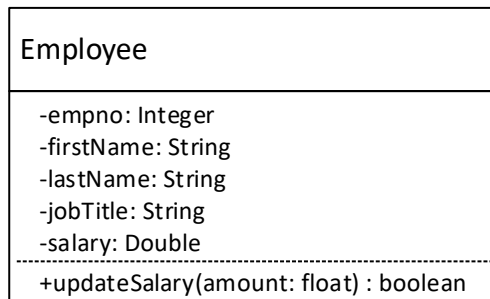 Employee
-empno: Integer
-firstName: String
-lastName: String
-jobTitle: String
-salary: Double
+updateSalary(amount: float) : boolean